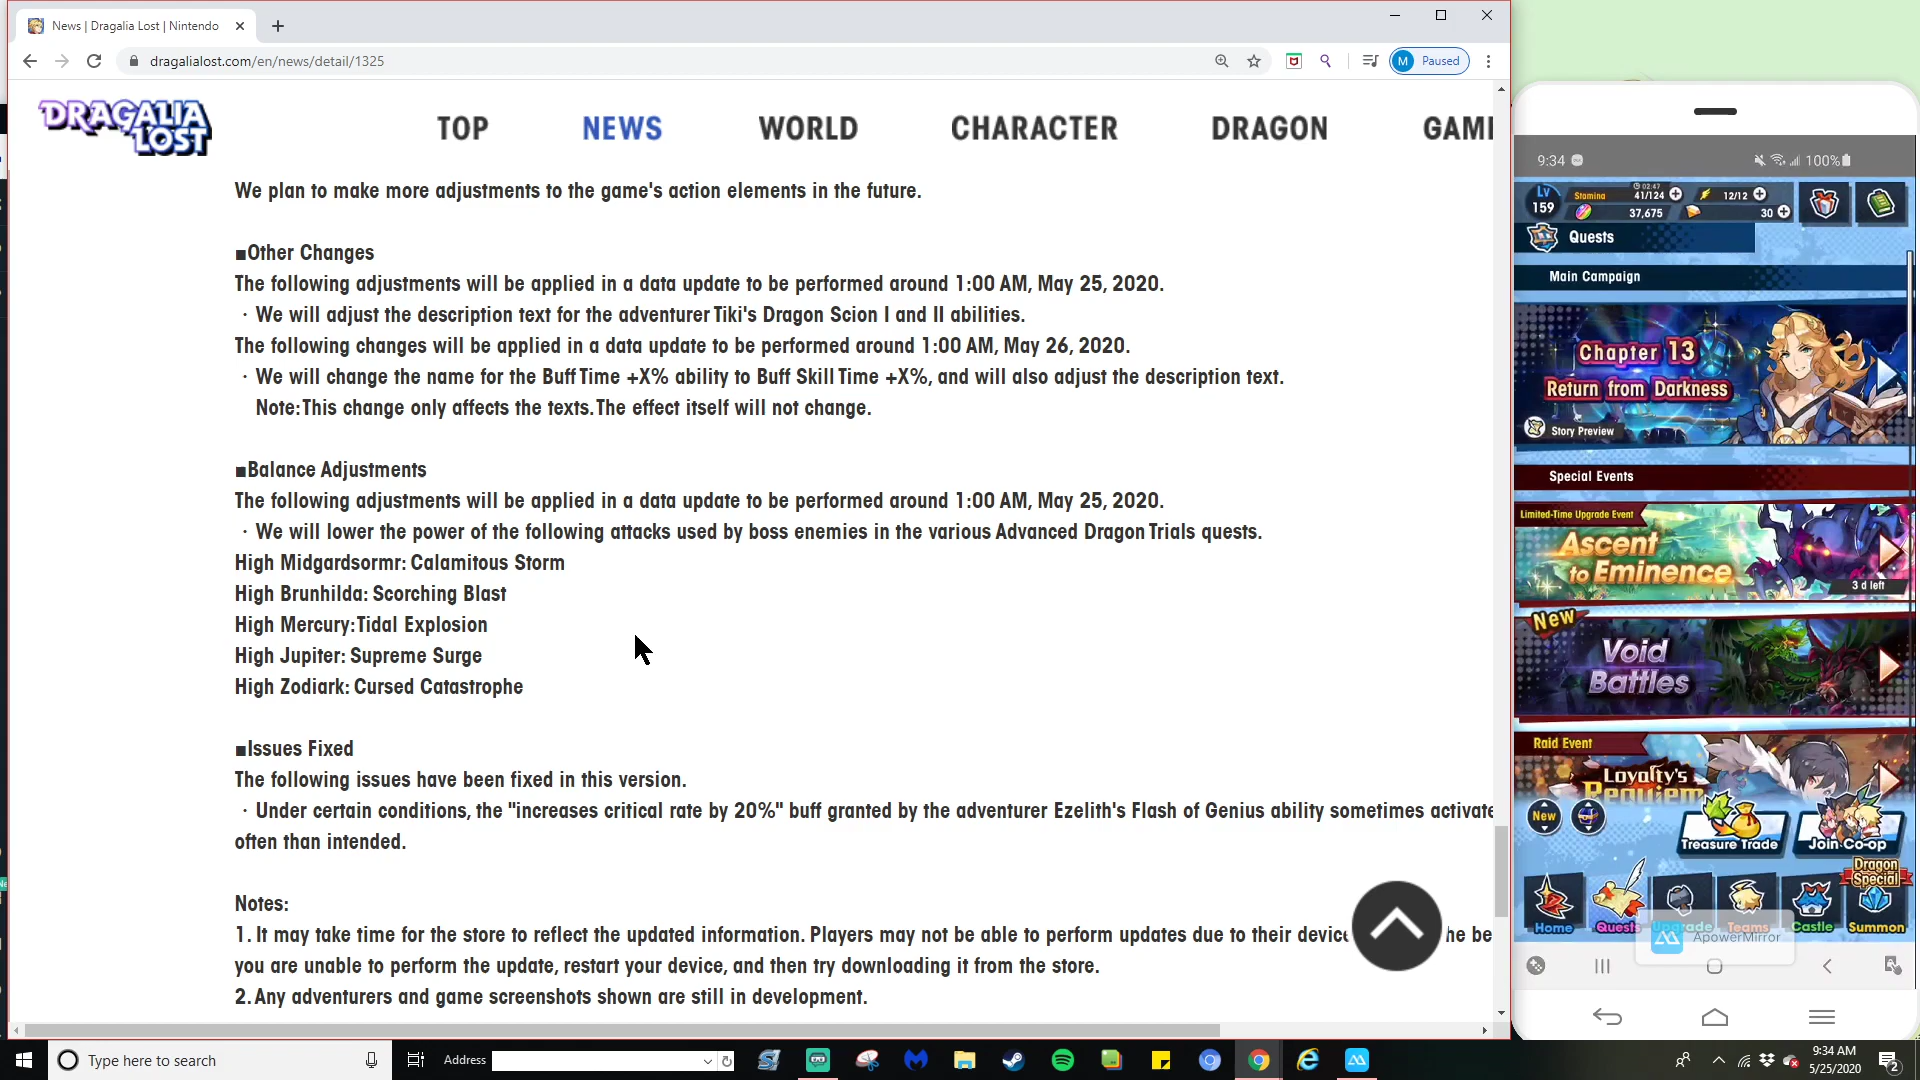 News | Dragalia Lost | Nintendo
dragalialost.com/en/news/detail/1325
M Paused
DRAGALIA LOST
TOP NEWS WORLD CHARACTER DRAGON GAM
We plan to make more adjustments to the game's action elements in the future.
■Other Changes
The following adjustments will be applied in a data update to be performed around 1:00 AM, May 25, 2020.
・We will adjust the description text for the adventurer Tiki's Dragon Scion I and II abilities.
The following changes will be applied in a data update to be performed around 1:00 AM, May 26, 2020.
・We will change the name for the Buff Time +X% ability to Buff Skill Time +X%, and will also adjust the description text.
Note: This change only affects the texts. The effect itself will not change.
■Balance Adjustments
The following adjustments will be applied in a data update to be performed around 1:00 AM, May 25, 2020.
・We will lower the power of the following attacks used by boss enemies in the various Advanced Dragon Trials quests.
High Midgardsormr: Calamitous Storm
High Brunhilda: Scorching Blast
High Mercury: Tidal Explosion
High Jupiter: Supreme Surge
High Zodiark: Cursed Catastrophe
■Issues Fixed
The following issues have been fixed in this version.
・Under certain conditions, the "increases critical rate by 20%" buff granted by the adventurer Ezelith's Flash of Genius ability sometimes activate
often than intended.
Notes:
1. It may take time for the store to reflect the updated information. Players may not be able to perform updates due to their device he be
you are unable to perform the update, restart your device, and then try downloading it from the store.
2. Any adventurers and game screenshots shown are still in development.
9:34 100%
Lv 159
Stamina 02:47 41/124 12/12
37,675 30
Quests
Main Campaign
Chapter 13
Return from Darkness
Story Preview
Special Events
Limited-Time Upgrade Event
Ascent to Eminence
3 d left
New
Void Battles
Raid Event
Loyalty's Requiem
New
Treasure Trade
Join Co-op
Dragon Special
Home Quests Upgrade Teams Castle Summon
ApowerMirror
Type here to search
Address
9:34 AM
5/25/2020
2